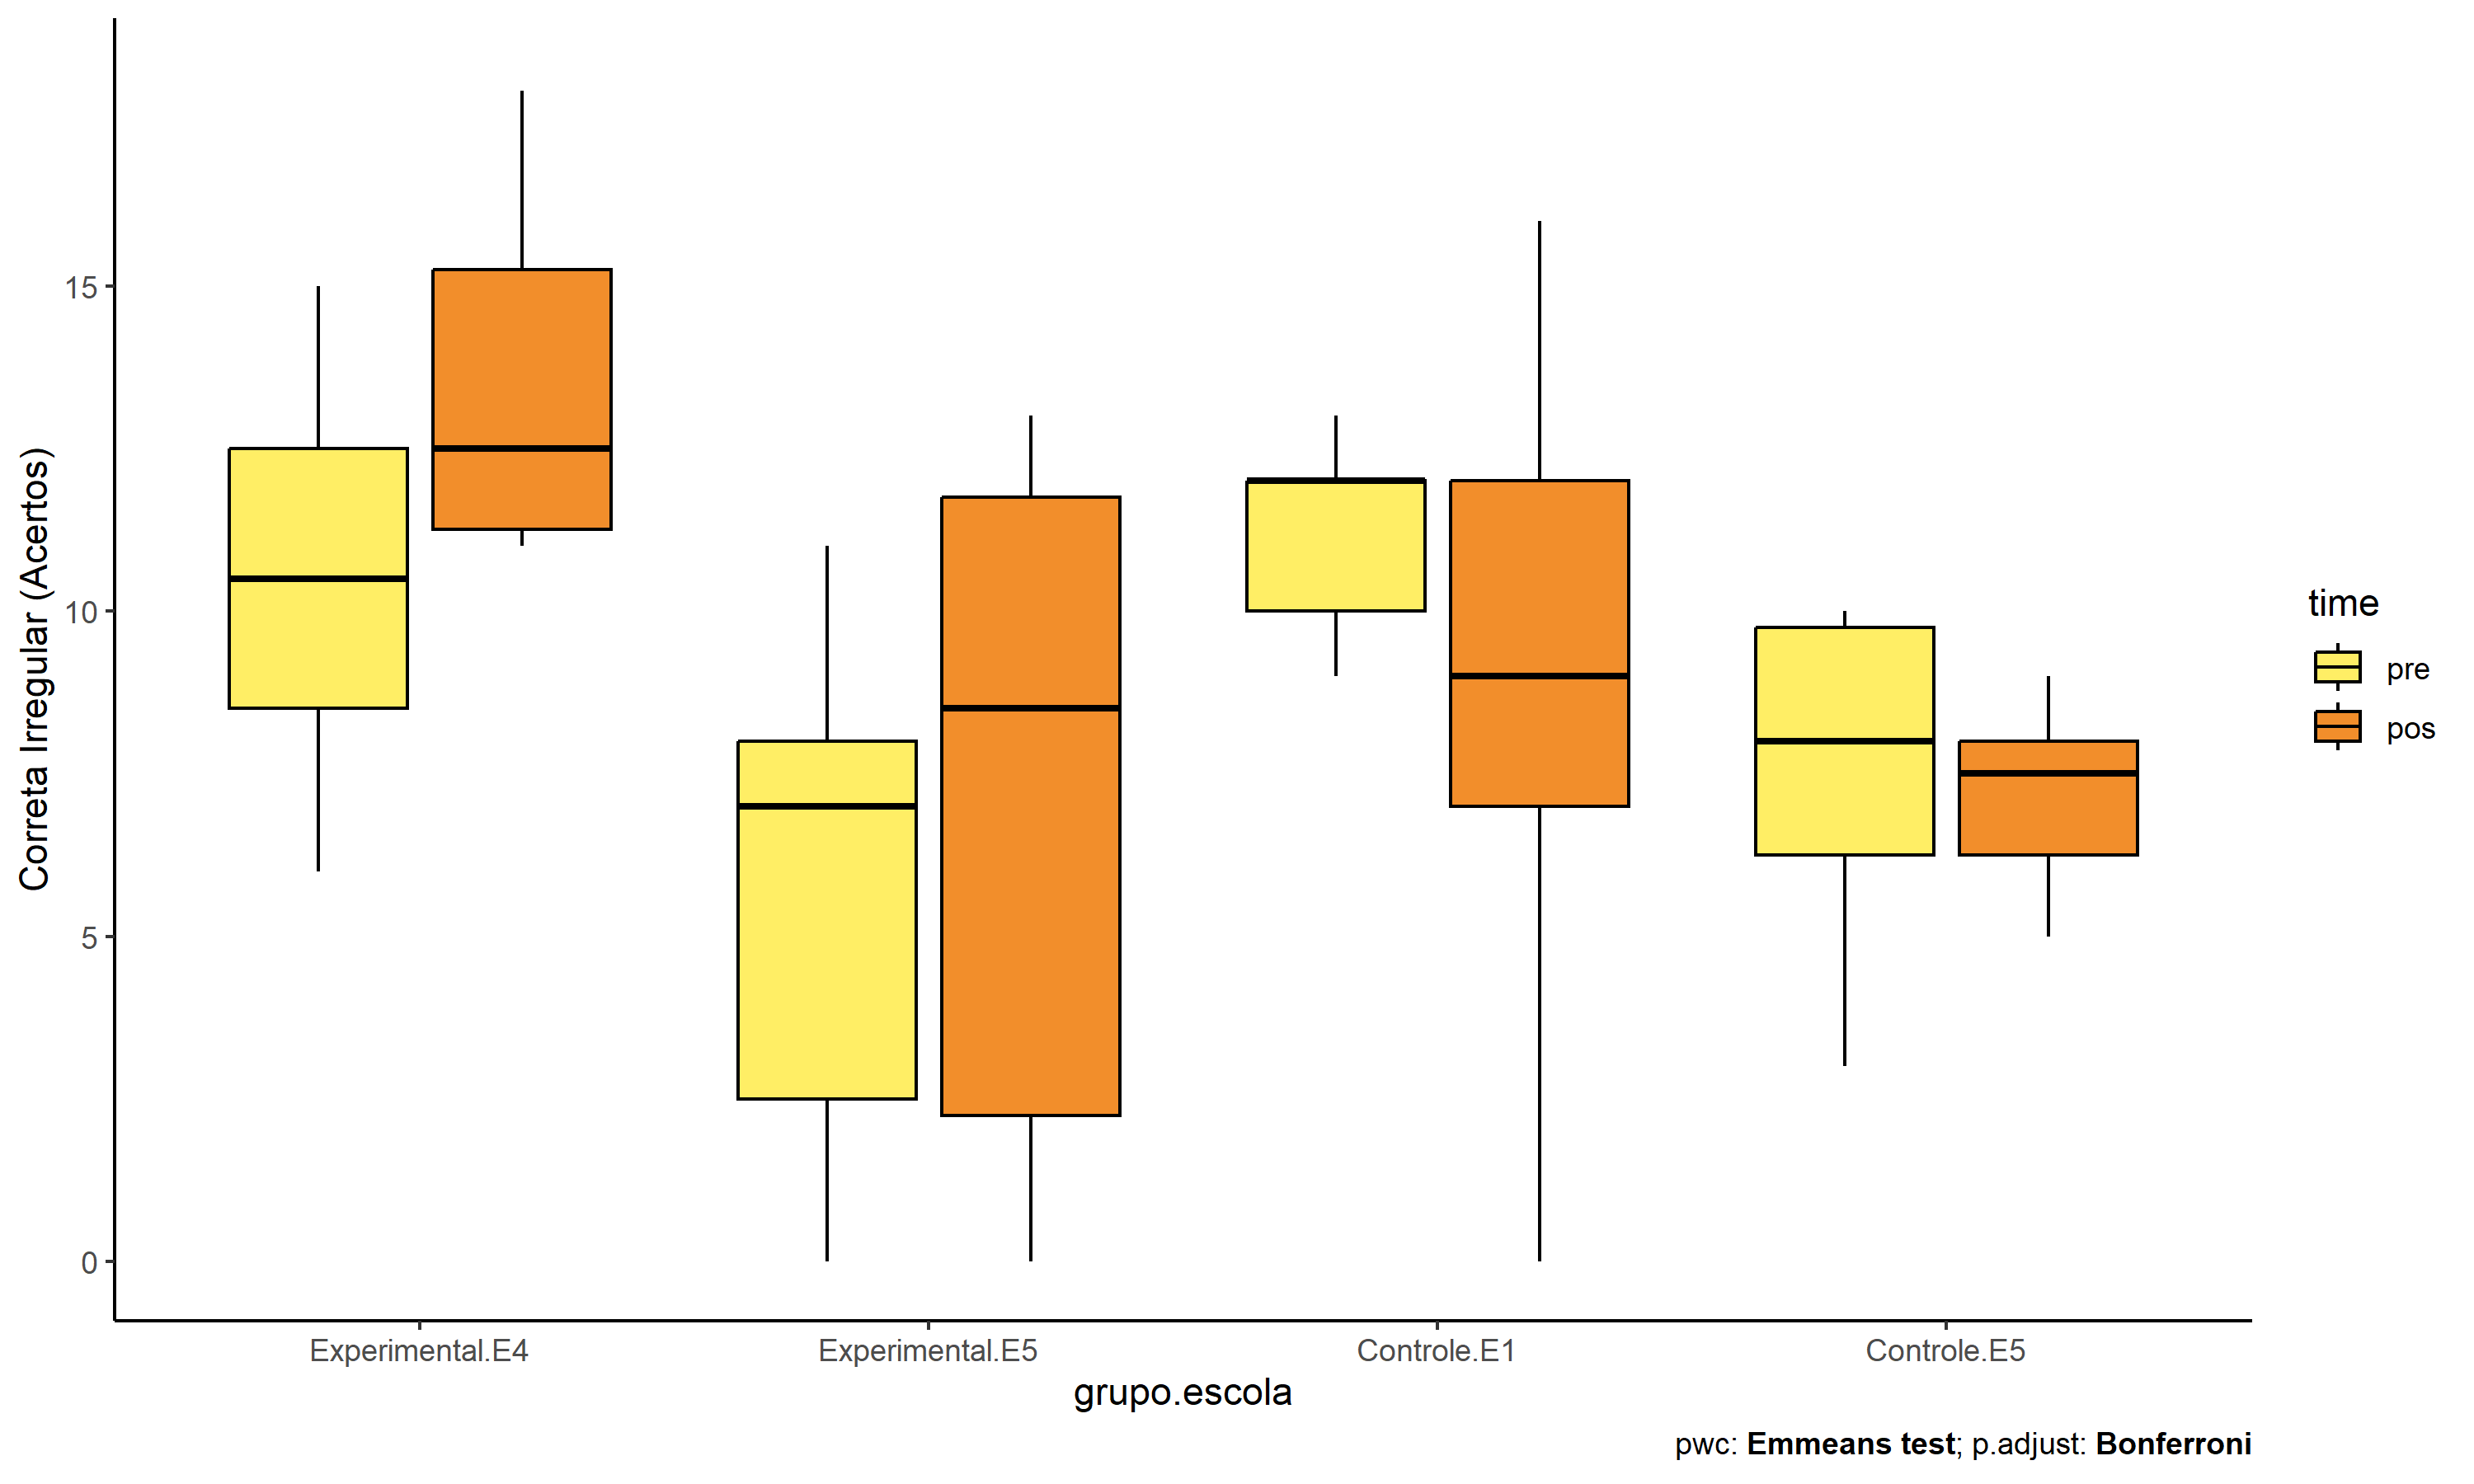 Correta Irregular (Acertos)
15
10
5
0
Experimental.E4
Experimental.E5
Controle.E1
Controle.E5
grupo.escola
time
pre
pos
pwc: Emmeans test; p.adjust: Bonferroni